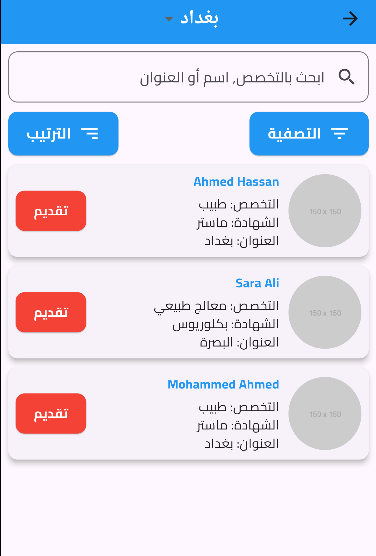 بغداد
ابحث بالتخصص, اسم أو العنوان
التصفية
الترتيب
150 x 150
Ahmed Hassan
التخصص: طبيب
الشهادة: ماستر
العنوان: بغداد
تقديم
150 x 150
Sara Ali
التخصص: معالج طبيعي
الشهادة: بكلوريوس
العنوان: البصرة
تقديم
150 x 150
Mohammed Ahmed
التخصص: طبيب
الشهادة: ماستر
العنوان: بغداد
تقديم